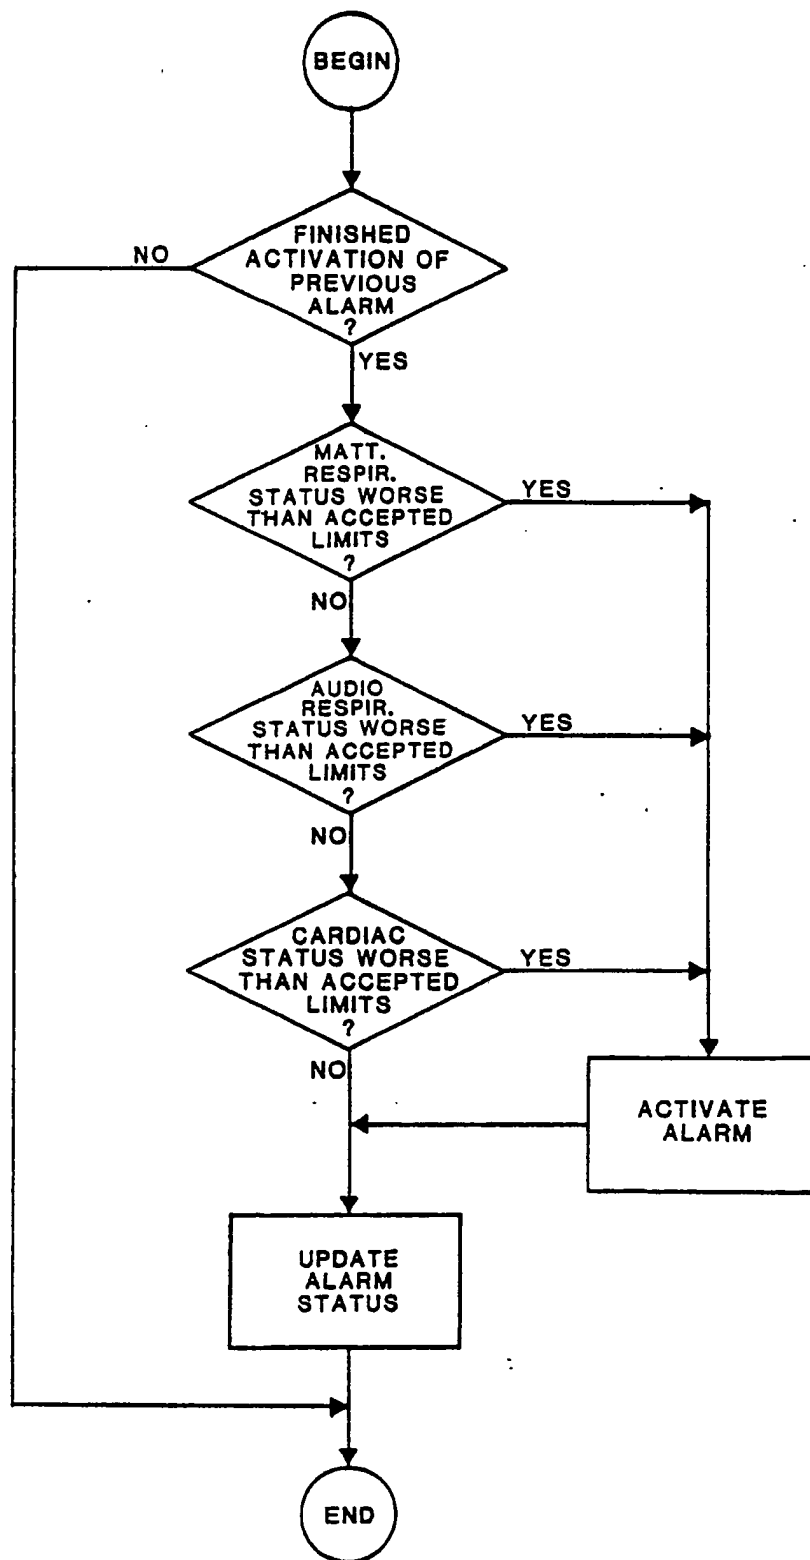 BEGIN
FINISHED
ACTIVATION OF
PREVIOUS
ALARM
?
NO
YES
MATT.
RESPIR.
STATUS WORSE
THAN ACCEPTED
LIMITS
?
YES
NO
AUDIO
RESPIR.
STATUS WORSE
THAN ACCEPTED
LIMITS
?
YES
NO
CARDIAC
STATUS WORSE
THAN ACCEPTED
LIMITS
?
YES
NO
ACTIVATE
ALARM
UPDATE
ALARM
STATUS
END